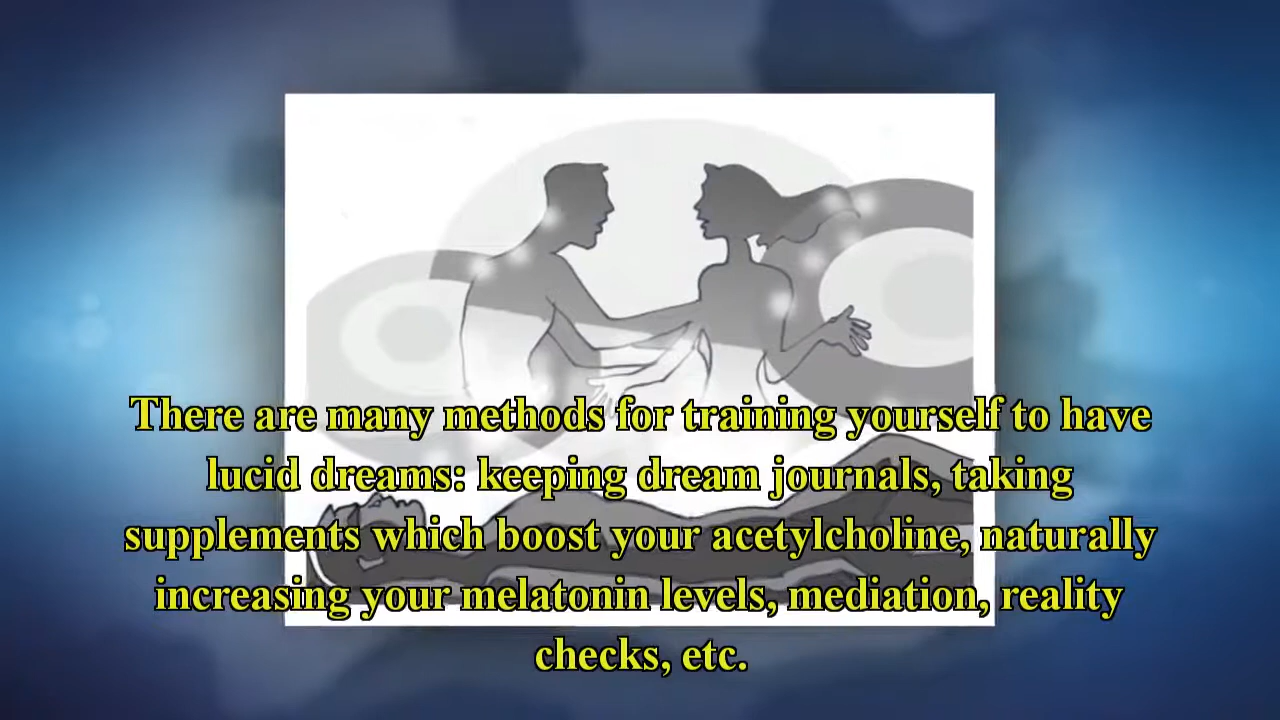 There are many methods for training yourself to have
lucid dreams: keeping dream journals, taking
supplements which boost your acetylcholine, naturally
increasing your melatonin levels, mediation, reality
checks, etc.